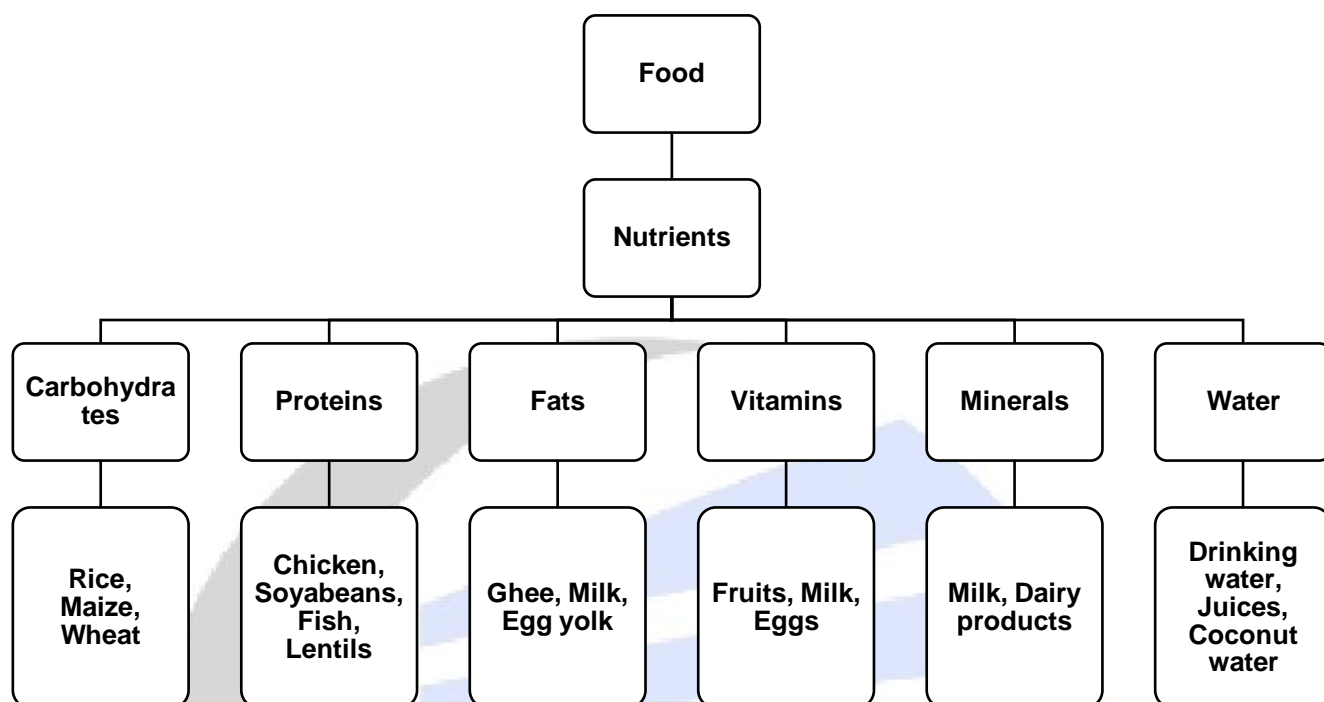 Food
Nutrients
Carbohydra
tes
Proteins
Fats
Vitamins
Minerals
Water
Rice,
Maize,
Wheat
Chicken,
Soyabeans,
Fish,
Lentils
Ghee, Milk,
Egg yolk
Fruits, Milk,
Eggs
Milk, Dairy
products
Drinking
water,
Juices,
Coconut
water